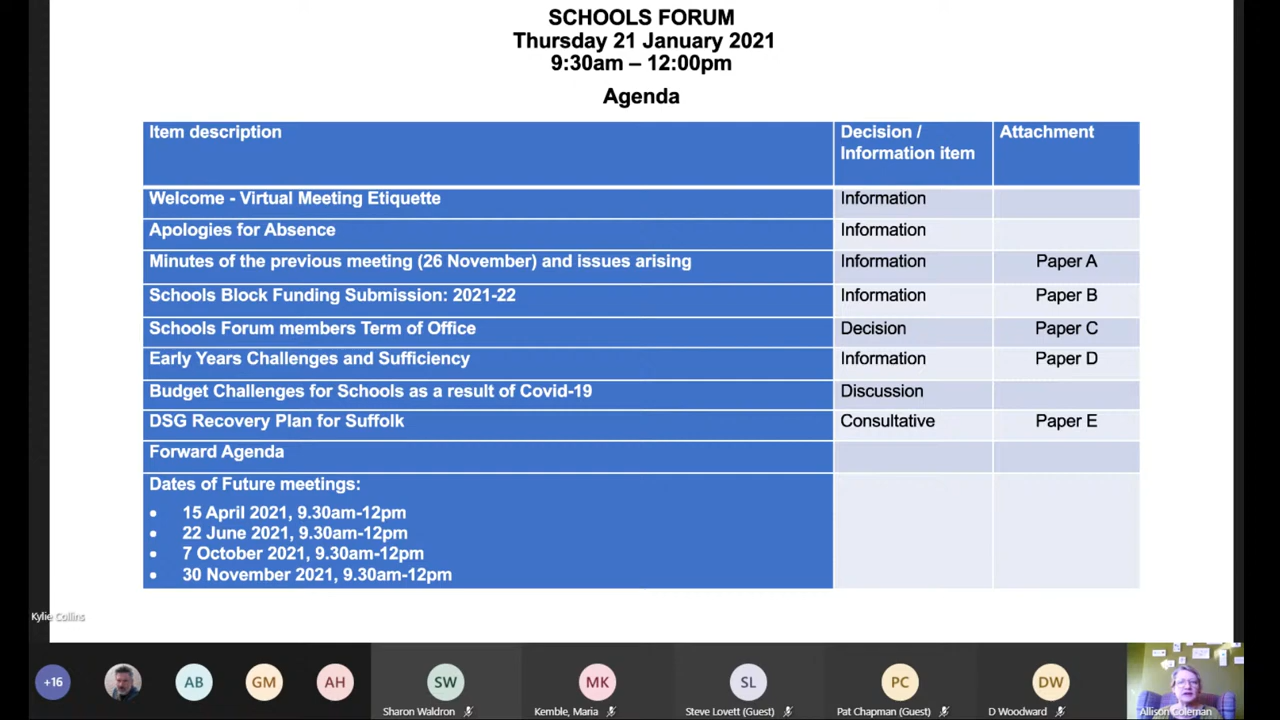 SCHOOLS FORUM
Thursday 21 January 2021
9:30am – 12:00pm
Agenda
Item description
Decision /
Information item
Attachment
Welcome - Virtual Meeting Etiquette
Information
Apologies for Absence
Information
Minutes of the previous meeting (26 November) and issues arising
Information
Paper A
Schools Block Funding Submission: 2021-22
Information
Paper B
Schools Forum members Term of Office
Decision
Paper C
Early Years Challenges and Sufficiency
Information
Paper D
Budget Challenges for Schools as a result of Covid-19
Discussion
DSG Recovery Plan for Suffolk
Consultative
Paper E
Forward Agenda
Dates of Future meetings:
• 15 April 2021, 9.30am-12pm
• 22 June 2021, 9.30am-12pm
• 7 October 2021, 9.30am-12pm
• 30 November 2021, 9.30am-12pm
Kylie Collins
+16
AB
GM
AH
SW
MK
SL
PC
DW
Sharon Waldron
Kemble, Maria
Steve Lovett (Guest)
Pat Chapman (Guest)
D Woodward
Allison Coleman